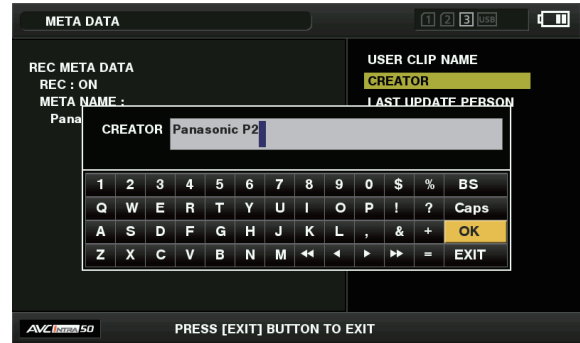 META DATA
1 2 3 USB
REC META DATA
REC : ON
META NAME :
Pana
USER CLIP NAME
CREATOR
LAST UPDATE PERSON
CREATOR Panasonic P2
1 2 3 4 5 6 7 8 9 0 $ % BS
Q W E R T Y U I O P ! ? Caps
A S D F G H J K L , & + OK
Z X C V B N M ◀◀ ◀ ▶ ▶▶ = EXIT
AVC INTRA 50
PRESS [EXIT] BUTTON TO EXIT